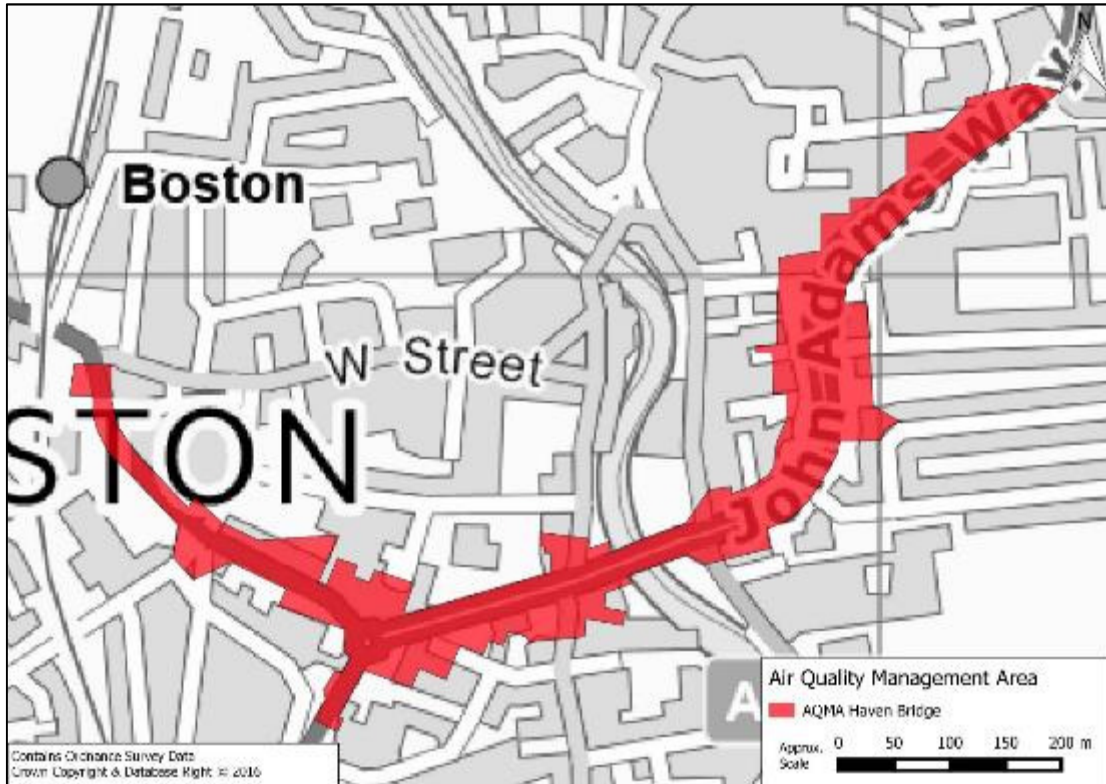 N
Boston
John Adams Way
W Street
STON
A
Air Quality Management Area
AQMA Haven Bridge
Approx. Scale 0 50 100 150 200 m
Contains Ordnance Survey Data
Crown Copyright & Database Right © 2016